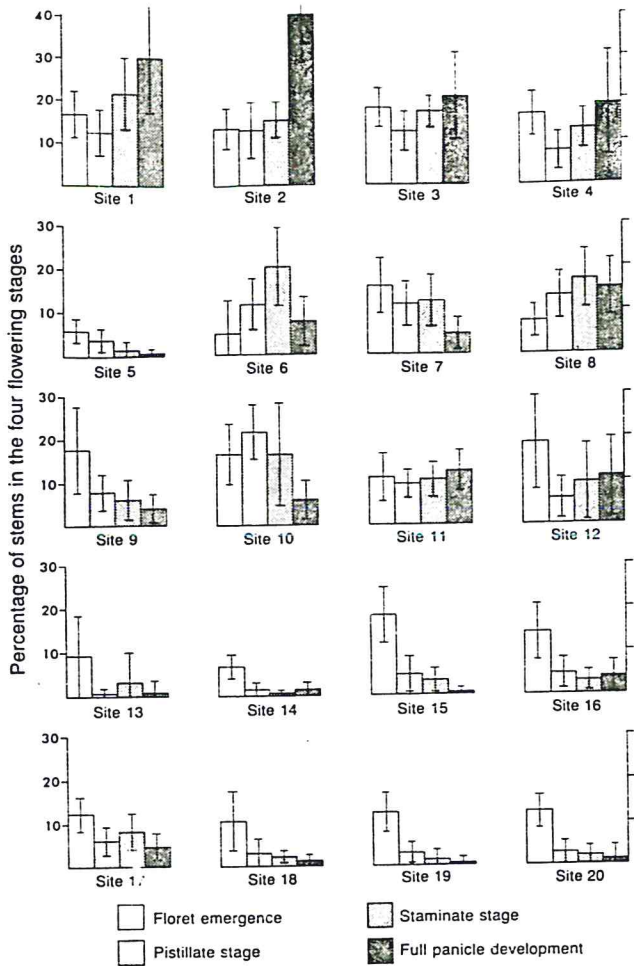 Percentage of stems in the four flowering stages
40
30
20
10
Site 1
Site 2
Site 3
Site 4
30
20
10
Site 5
Site 6
Site 7
Site 8
30
20
10
Site 9
Site 10
Site 11
Site 12
30
20
10
Site 13
Site 14
Site 15
Site 16
30
20
10
Site 17
Site 18
Site 19
Site 20
Floret emergence
Staminate stage
Pistillate stage
Full panicle development